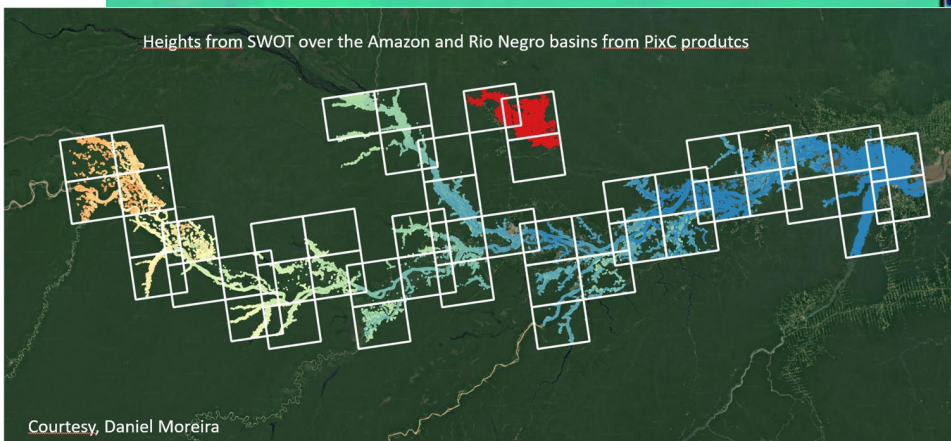 Heights from SWOT over the Amazon and Rio Negro basins from PixC produtcs
Courtesy, Daniel Moreira